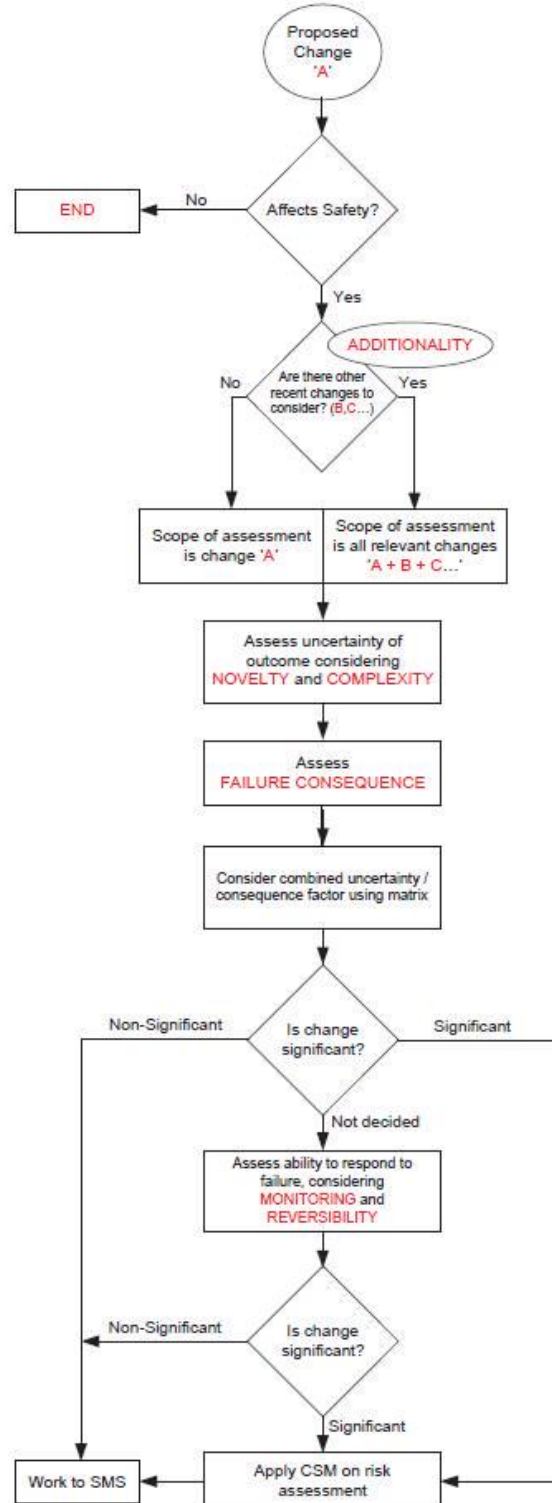 Proposed
Change
'A'
No
END
Affects Safety?
Yes
ADDITIONALITY
No
Are there other
recent changes to
consider? (B,C...)
Yes
Scope of assessment
is change 'A'
Scope of assessment
is all relevant changes
'A + B + C...'
Assess uncertainty of
outcome considering
NOVELTY and COMPLEXITY
Assess
FAILURE CONSEQUENCE
Consider combined uncertainty /
consequence factor using matrix
Non-Significant
Is change
significant?
Significant
Not decided
Assess ability to respond to
failure, considering
MONITORING and
REVERSIBILITY
Non-Significant
Is change
significant?
Significant
Work to SMS
Apply CSM on risk
assessment